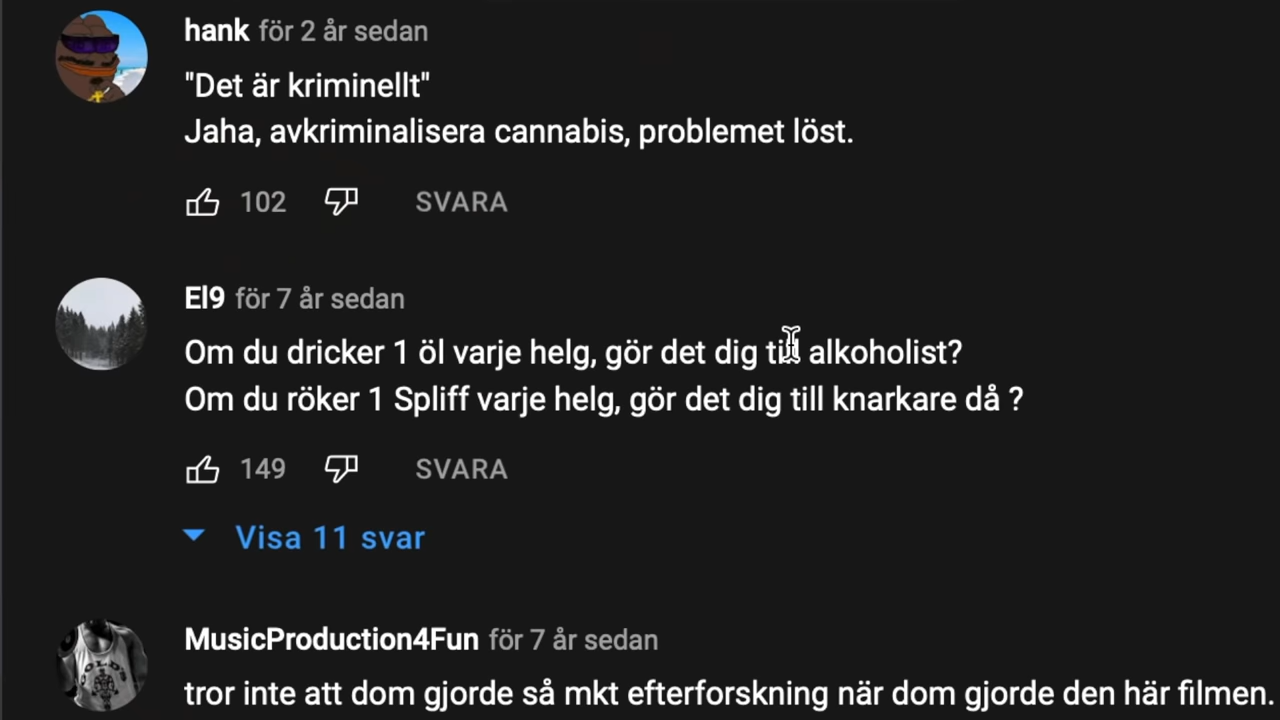 hank för 2 år sedan
"Det är kriminellt"
Jaha, avkriminalisera cannabis, problemet löst.
102 SVARA
El9 för 7 år sedan
Om du dricker 1 öl varje helg, gör det dig till alkoholist?
Om du röker 1 Spliff varje helg, gör det dig till knarkare då ?
149 SVARA
Visa 11 svar
MusicProduction4Fun för 7 år sedan
tror inte att dom gjorde så mkt efterforskning när dom gjorde den här filmen.